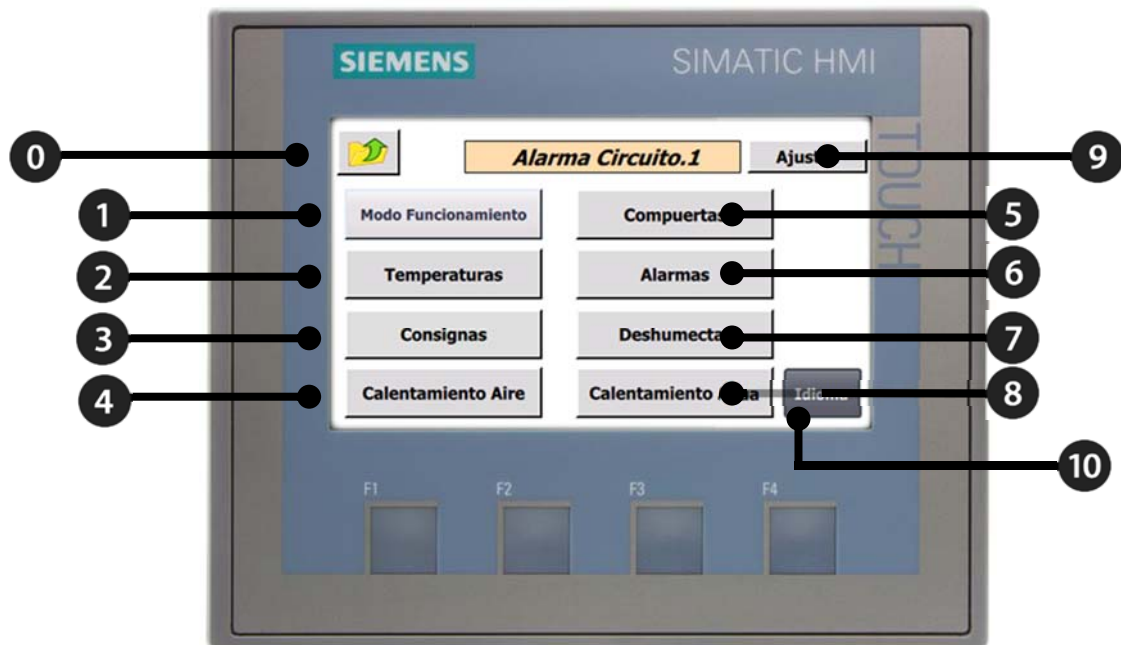 SIEMENS SIMATIC HMI
TOUCH
0 Alarma Circuito.1 9
1 Modo Funcionamiento 5
2 Temperaturas Alarmas 6
3 Consignas 7
4 Calentamiento Aire Calentamiento 8
10
F1 F2 F3 F4